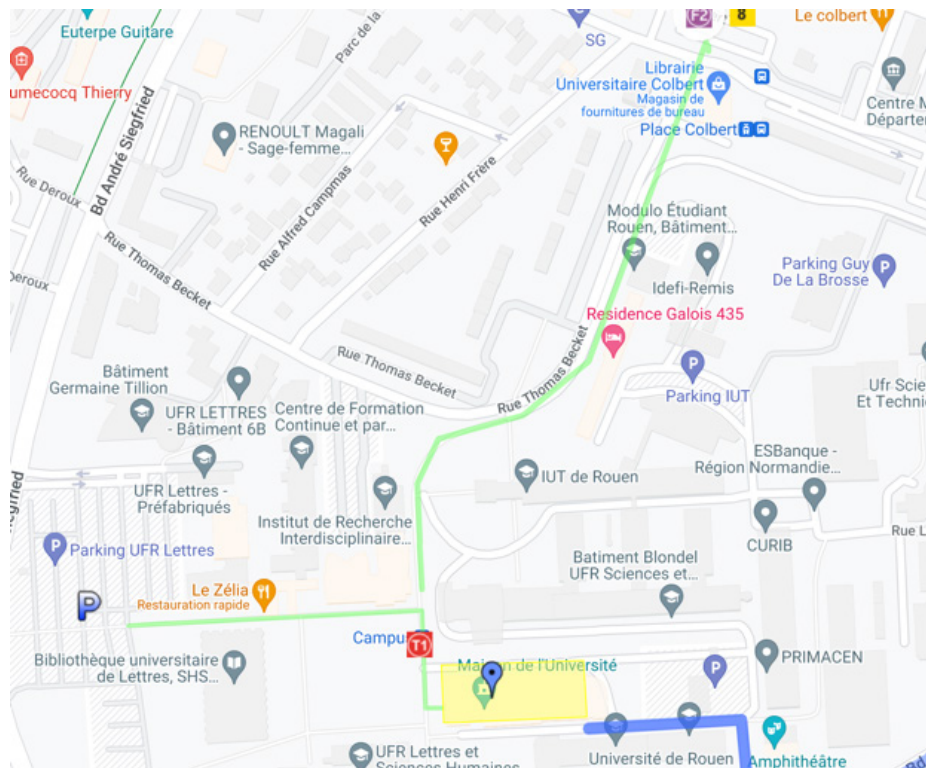 F2
8
Le colbert
Euterpe Guitare
SG
Parc de la
umecocq Thierry
Librairie
Universitaire Colbert
Magasin de
fournitures de bureau
Place Colbert
Centre M
Départe
RENOULT Magali
- Sage-femme...
Bd André Siegfried
Rue Deroux
Rue Alfred Campmas
Rue Henri Frère
Rue Thomas Becket
Deroux
Modulo Étudiant
Rouen, Bâtiment...
Idefi-Remis
Parking Guy
De La Brosse
P
Residence Galois 435
Rue Thomas Becket
Rue Thomas Becket
Parking IUT
P
Bâtiment
Germaine Tillion
UFR LETTRES
- Bâtiment 6B
Centre de Formation
Continue et par...
Ufr Scie
Et Techni
ESBanque -
Région Normandie...
IUT de Rouen
UFR Lettres -
Préfabriqués
Institut de Recherche
Interdisciplinaire...
CURIB
Rue L
P
Parking UFR Lettres
Batiment Blondel
UFR Sciences et...
P
Le Zélia
Restauration rapide
Campu
T1
Bibliothèque universitaire
de Lettres, SHS...
Maison de l'Université
P
PRIMACEN
UFR Lettres et
Sciences Humaines
Université de Rouen
Amphithéâtre
Bd